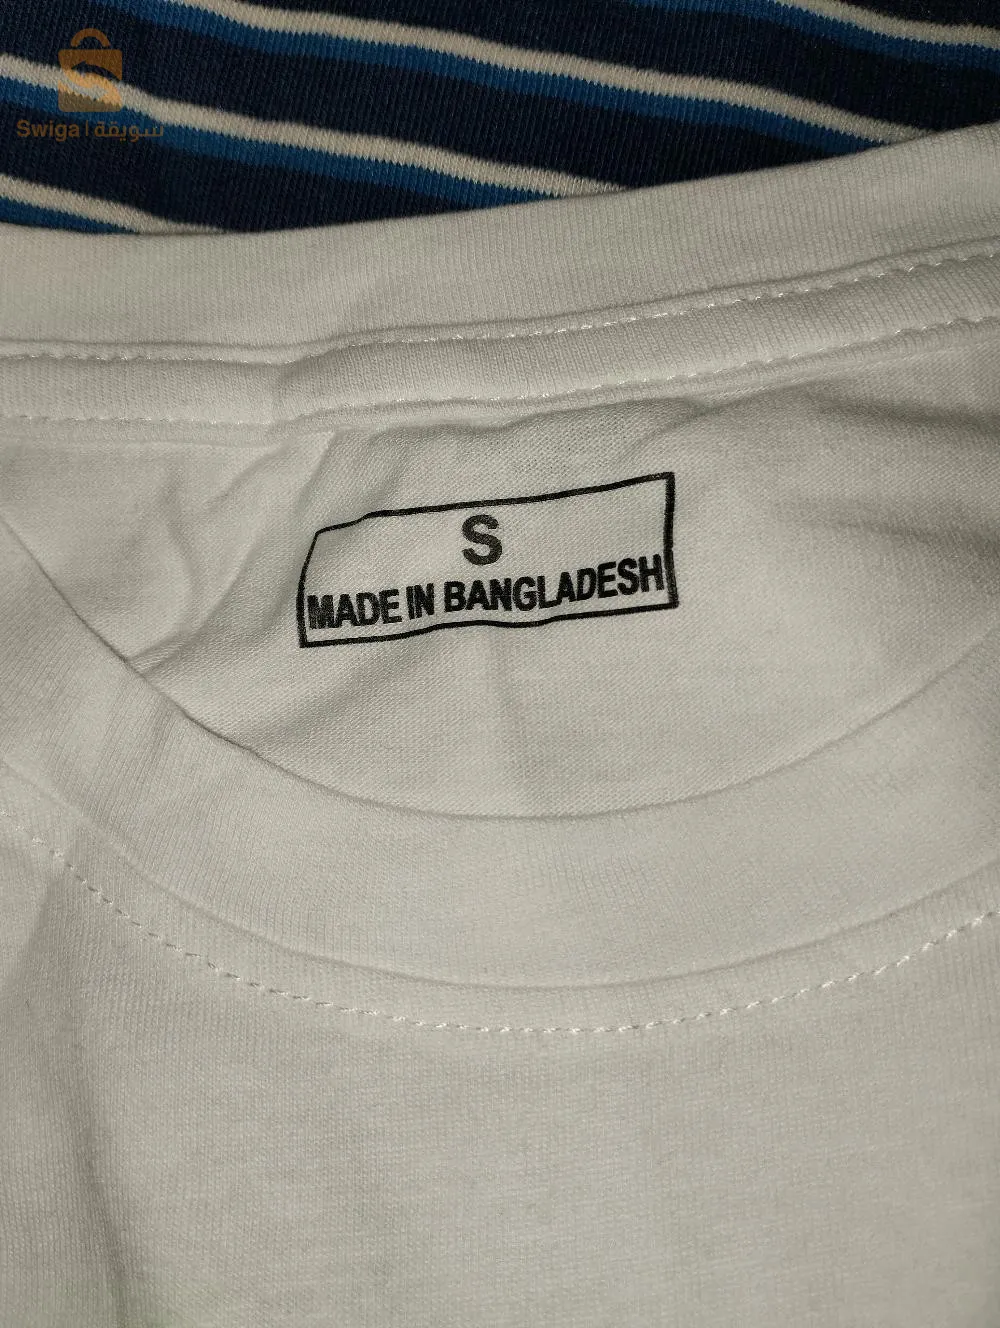 Swiga | سويقة
S
MADE IN BANGLADESH